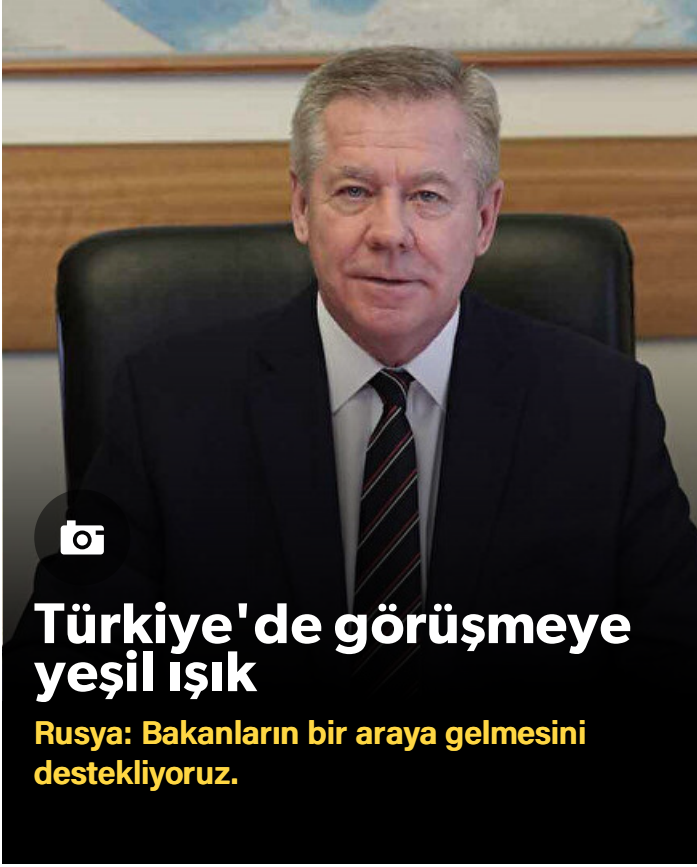 Türkiye'de görüşmeye
yeşil ışık
Rusya: Bakanların bir araya gelmesini
destekliyoruz.